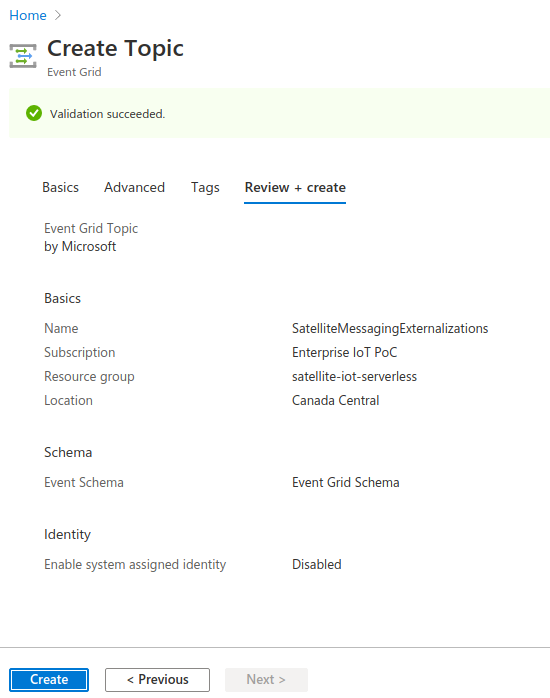 Home >
Create Topic
Event Grid
Validation succeeded.
Basics Advanced Tags Review + create
Event Grid Topic
by Microsoft
Basics
Name SatelliteMessagingExternalizations
Subscription Enterprise IoT PoC
Resource group satellite-iot-serverless
Location Canada Central
Schema
Event Schema Event Grid Schema
Identity
Enable system assigned identity Disabled
Create < Previous Next >